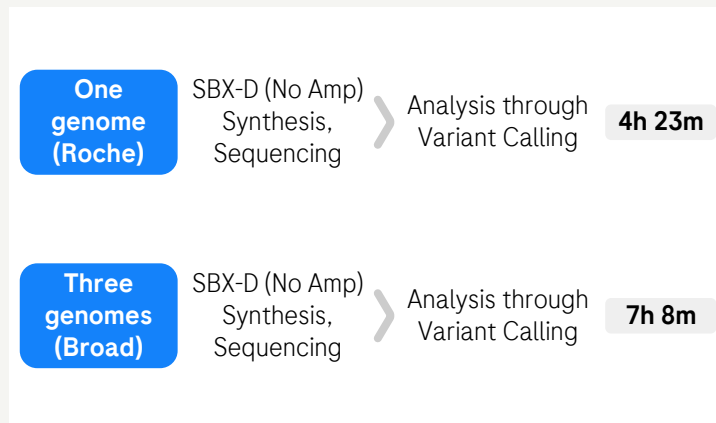 One
genome
(Roche)
SBX-D (No Amp)
Synthesis,
Sequencing
Analysis through
Variant Calling
4h 23m
Three
genomes
(Broad)
SBX-D (No Amp)
Synthesis,
Sequencing
Analysis through
Variant Calling
7h 8m